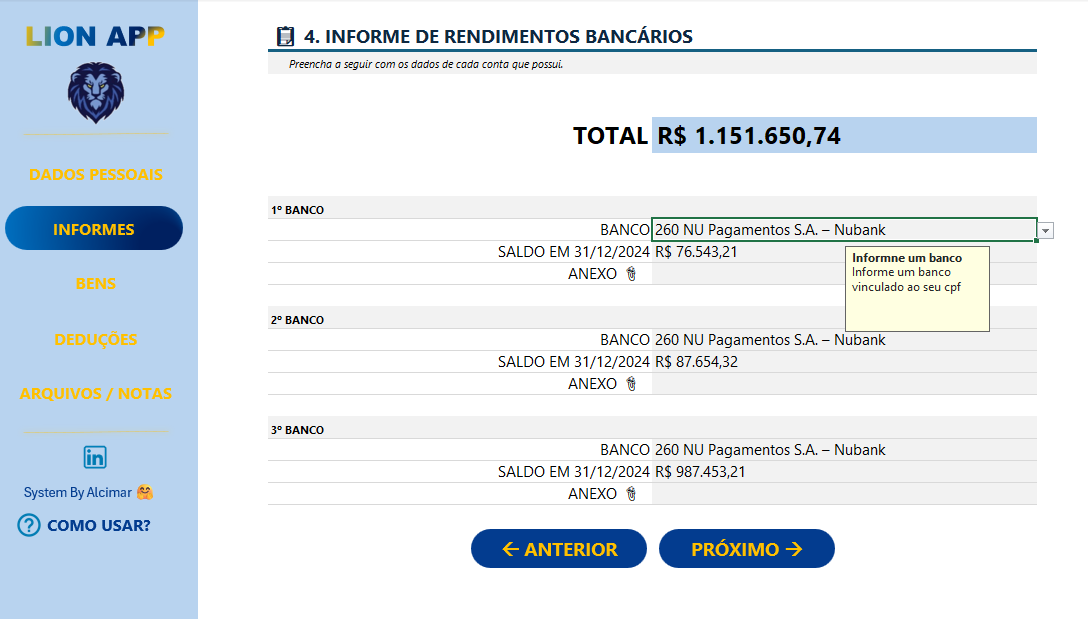 LION APP
DADOS PESSOAIS
INFORMES
BENS
DEDUÇÕES
ARQUIVOS / NOTAS
in
System By Alcimar
? COMO USAR?
4. INFORME DE RENDIMENTOS BANCÁRIOS
Preencha a seguir com os dados de cada conta que possui.
TOTAL R$ 1.151.650,74
1º BANCO
BANCO 260 NU Pagamentos S.A. – Nubank
SALDO EM 31/12/2024 R$ 76.543,21
ANEXO
Informne um banco
Informe um banco
vinculado ao seu cpf
2º BANCO
BANCO 260 NU Pagamentos S.A. – Nubank
SALDO EM 31/12/2024 R$ 87.654,32
ANEXO
3º BANCO
BANCO 260 NU Pagamentos S.A. – Nubank
SALDO EM 31/12/2024 R$ 987.453,21
ANEXO
← ANTERIOR
PRÓXIMO →